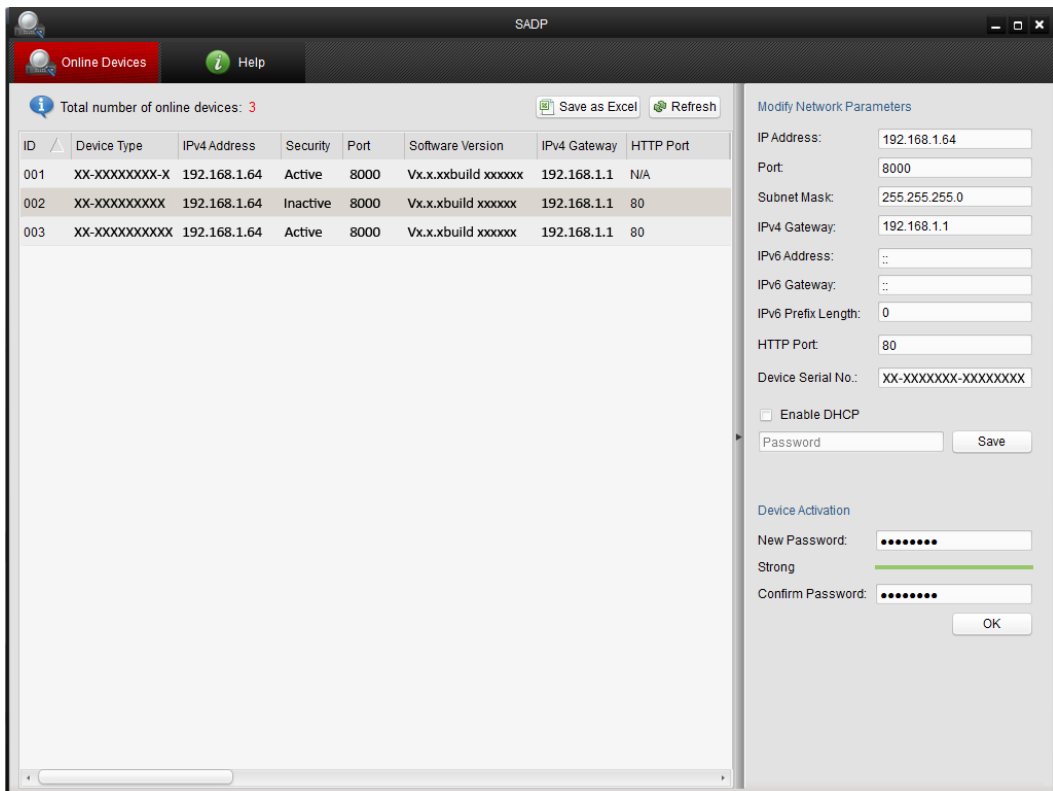 SADP
Online Devices
Help
Total number of online devices: 3
Save as Excel
Refresh
ID Device Type IPv4 Address Security Port Software Version IPv4 Gateway HTTP Port
001 XX-XXXXXXXX-X 192.168.1.64 Active 8000 Vx.x.xxbuild xxxxxx 192.168.1.1 N/A
002 XX-XXXXXXXXX 192.168.1.64 Inactive 8000 Vx.x.xbuild xxxxxx 192.168.1.1 80
003 XX-XXXXXXXXXX 192.168.1.64 Active 8000 Vx.x.xbuild xxxxxx 192.168.1.1 80
Modify Network Parameters
IP Address: 192.168.1.64
Port: 8000
Subnet Mask: 255.255.255.0
IPv4 Gateway: 192.168.1.1
IPv6 Address: ::
IPv6 Gateway: ::
IPv6 Prefix Length: 0
HTTP Port: 80
Device Serial No.: XX-XXXXXXX-XXXXXXXX
Enable DHCP
Password
Save
Device Activation
New Password: ●●●●●●●●
Strong
Confirm Password: ●●●●●●●●
OK